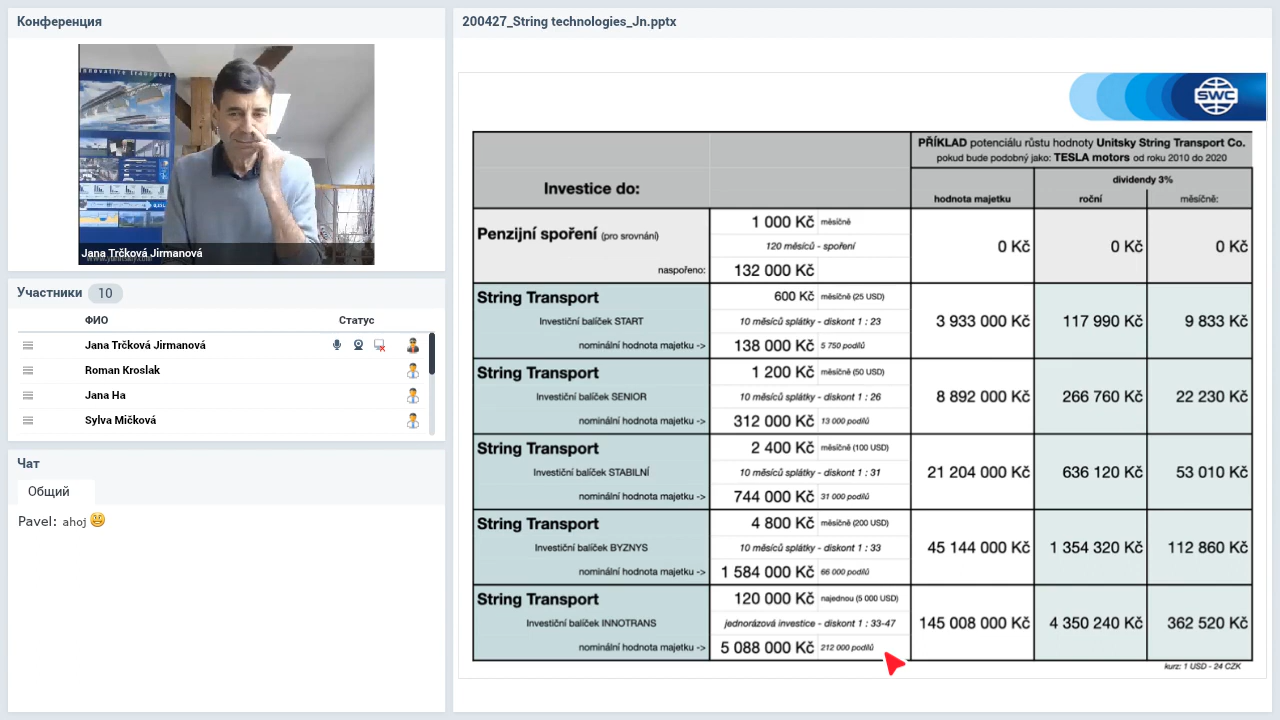 Конференция
Innovative Transport
Jana Trčková Jirmanová
Участники 10
ФИО Статус
Jana Trčková Jirmanová
Roman Kroslak
Jana Ha
Sylva Mičková
Чат
Общий
Pavel: ahoj
200427_String technologies_Jn.pptx
SWC
PŘÍKLAD potenciálu růstu hodnoty Unitsky String Transport Co.
pokud bude podobný jako: TESLA motors od roku 2010 do 2020
Investice do:
dividendy 3%
hodnota majetku roční měsíčně:
Penzijní spoření (pro srovnání)
1 000 Kč měsíčně
120 měsíců - spoření
naspořeno: 132 000 Kč
0 Kč 0 Kč 0 Kč
String Transport
600 Kč měsíčně (25 USD)
Investiční balíček START
10 měsíců splátky - diskont 1 : 23
nominální hodnota majetku -> 138 000 Kč 5 750 podílů
3 933 000 Kč 117 990 Kč 9 833 Kč
String Transport
1 200 Kč měsíčně (50 USD)
Investiční balíček SENIOR
10 měsíců splátky - diskont 1 : 26
nominální hodnota majetku -> 312 000 Kč 13 000 podílů
8 892 000 Kč 266 760 Kč 22 230 Kč
String Transport
2 400 Kč měsíčně (100 USD)
Investiční balíček STABILNÍ
10 měsíců splátky - diskont 1 : 31
nominální hodnota majetku -> 744 000 Kč 31 000 podílů
21 204 000 Kč 636 120 Kč 53 010 Kč
String Transport
4 800 Kč měsíčně (200 USD)
Investiční balíček BYZNYS
10 měsíců splátky - diskont 1 : 33
nominální hodnota majetku -> 1 584 000 Kč 66 000 podílů
45 144 000 Kč 1 354 320 Kč 112 860 Kč
String Transport
120 000 Kč najednou (5 000 USD)
Investiční balíček INNOTRANS
jednorázová investice - diskont 1 : 33-47
nominální hodnota majetku -> 5 088 000 Kč 212 000 podílů
145 008 000 Kč 4 350 240 Kč 362 520 Kč
kurz: 1 USD - 24 CZK